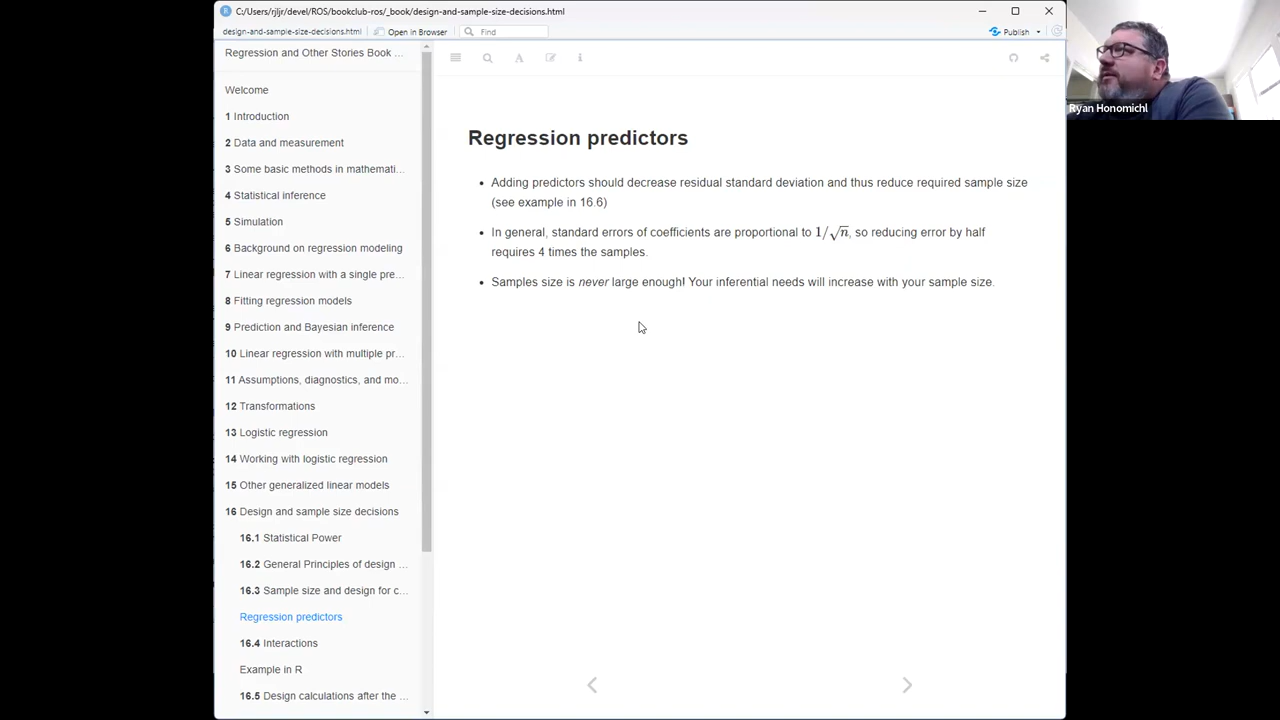 C:/Users/rjljr/devel/ROS/bookclub-ros/_book/design-and-sample-size-decisions.html
design-and-sample-size-decisions.html
Open in Browser
Find
Publish
Regression and Other Stories Book ...
Welcome
1 Introduction
2 Data and measurement
3 Some basic methods in mathemati...
4 Statistical inference
5 Simulation
6 Background on regression modeling
7 Linear regression with a single pre...
8 Fitting regression models
9 Prediction and Bayesian inference
10 Linear regression with multiple pr...
11 Assumptions, diagnostics, and mo...
12 Transformations
13 Logistic regression
14 Working with logistic regression
15 Other generalized linear models
16 Design and sample size decisions
16.1 Statistical Power
16.2 General Principles of design ...
16.3 Sample size and design for c...
Regression predictors
16.4 Interactions
Example in R
16.5 Design calculations after the ...
Regression predictors
• Adding predictors should decrease residual standard deviation and thus reduce required sample size
(see example in 16.6)
• In general, standard errors of coefficients are proportional to 1/√n, so reducing error by half
requires 4 times the samples.
• Samples size is never large enough! Your inferential needs will increase with your sample size.
Ryan Honomichl